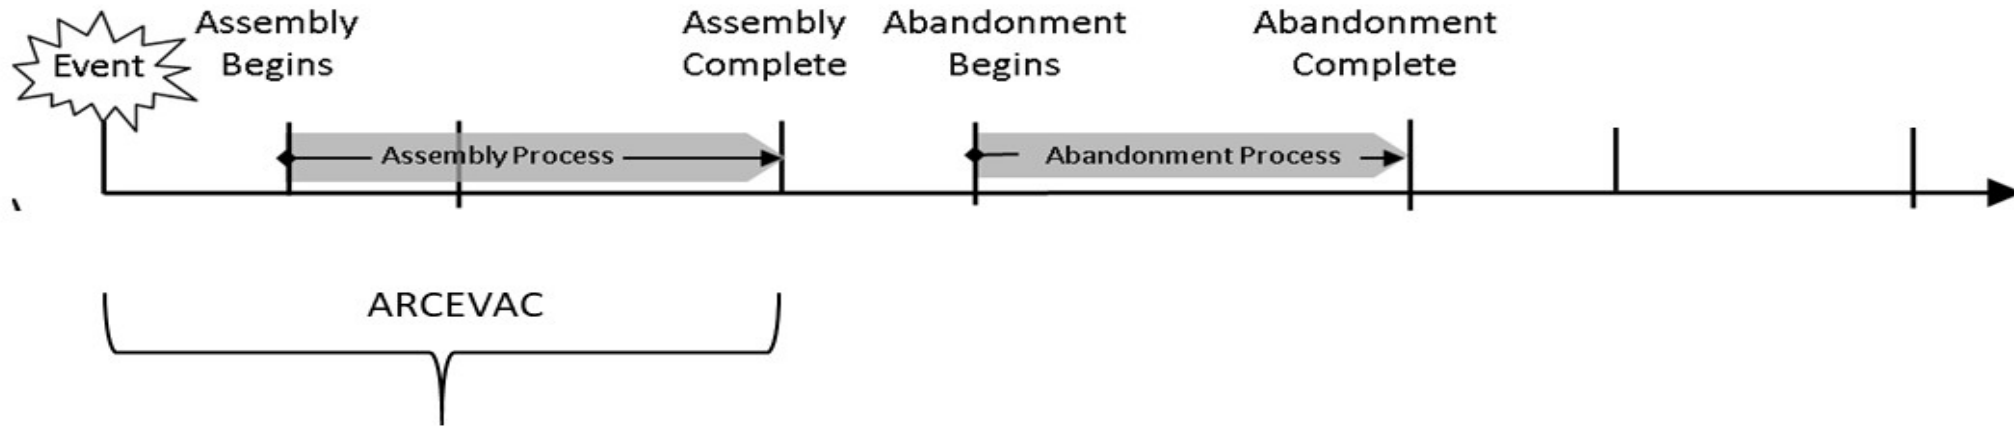 Event
Assembly
Begins
Assembly
Complete
Abandonment
Begins
Abandonment
Complete
Assembly Process
Abandonment Process
ARCEVAC